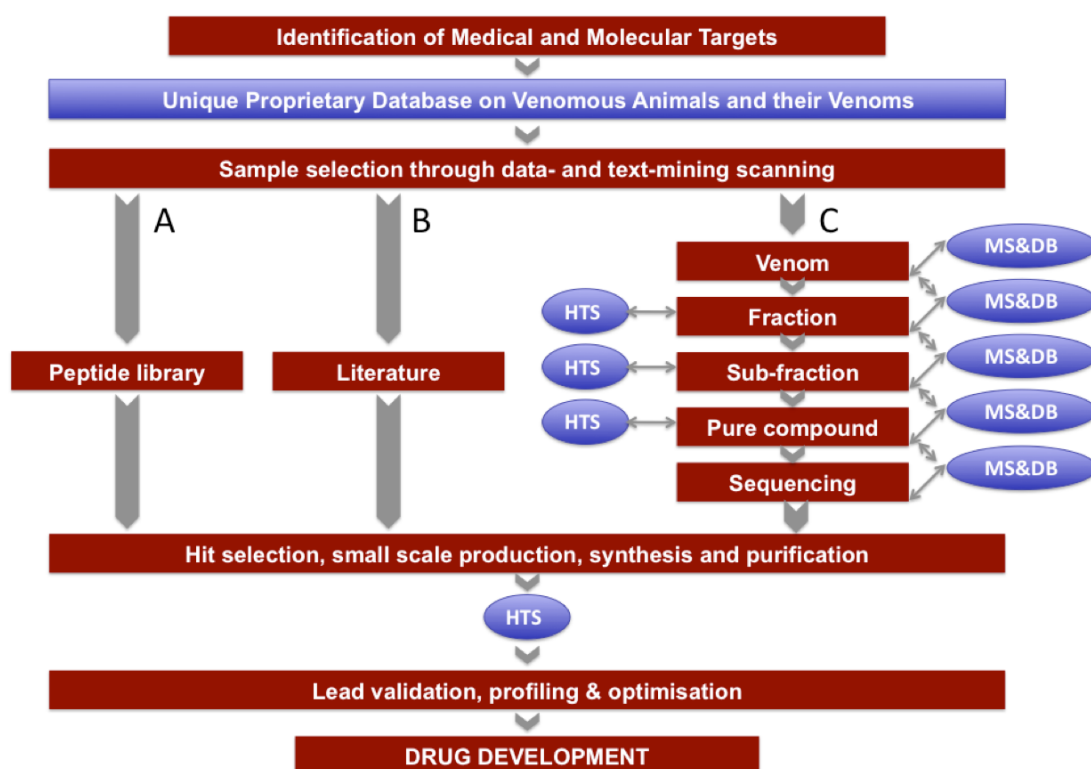 Identification of Medical and Molecular Targets
Unique Proprietary Database on Venomous Animals and their Venoms
Sample selection through data- and text-mining scanning
A
B
C
Venom
MS&DB
HTS
Fraction
MS&DB
Peptide library
Literature
HTS
Sub-fraction
MS&DB
HTS
Pure compound
MS&DB
Sequencing
MS&DB
Hit selection, small scale production, synthesis and purification
HTS
Lead validation, profiling & optimisation
DRUG DEVELOPMENT